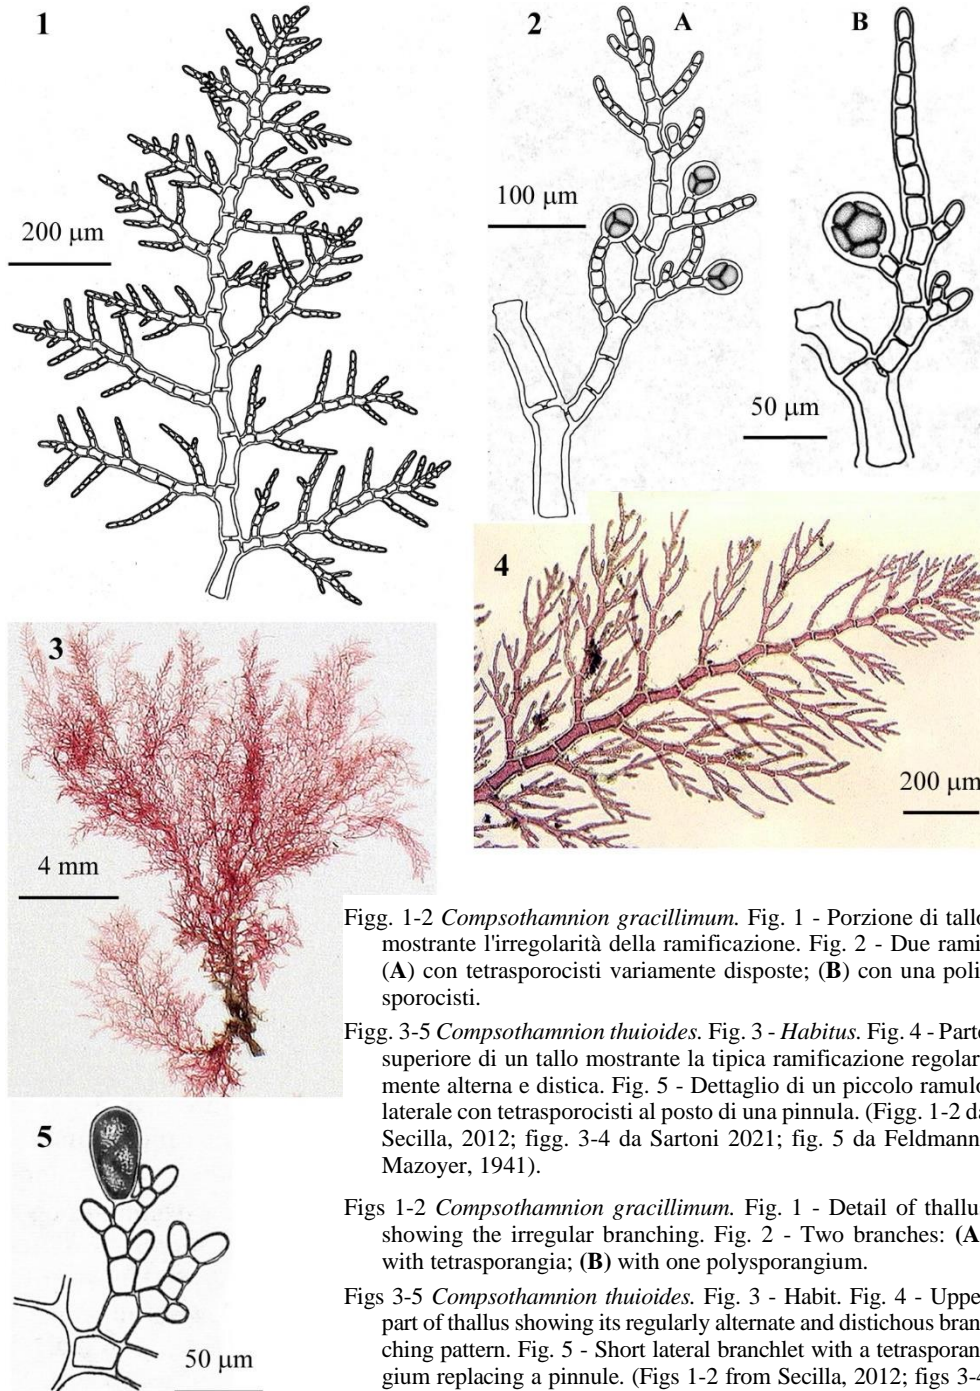 1
200 µm
2
A
100 µm
B
50 µm
3
4 mm
4
200 µm
5
50 µm
Figg. 1-2 Compsothamnion gracillimum. Fig. 1 - Porzione di tallo
mostrante l'irregolarità della ramificazione. Fig. 2 - Due rami
(A) con tetrasporocisti variamente disposte; (B) con una poli
sporocisti.
Figg. 3-5 Compsothamnion thuioides. Fig. 3 - Habitus. Fig. 4 - Parte
superiore di un tallo mostrante la tipica ramificazione regolar
mente alterna e distica. Fig. 5 - Dettaglio di un piccolo ramulo
laterale con tetrasporocisti al posto di una pinnula. (Figg. 1-2 da
Secilla, 2012; figg. 3-4 da Sartoni 2021; fig. 5 da Feldmann
Mazoyer, 1941).
Figs 1-2 Compsothamnion gracillimum. Fig. 1 - Detail of thallu
showing the irregular branching. Fig. 2 - Two branches: (A
with tetrasporangia; (B) with one polysporangium.
Figs 3-5 Compsothamnion thuioides. Fig. 3 - Habit. Fig. 4 - Uppe
part of thallus showing its regularly alternate and distichous bran
ching pattern. Fig. 5 - Short lateral branchlet with a tetrasporan
gium replacing a pinnule. (Figs 1-2 from Secilla, 2012; figs 3-4